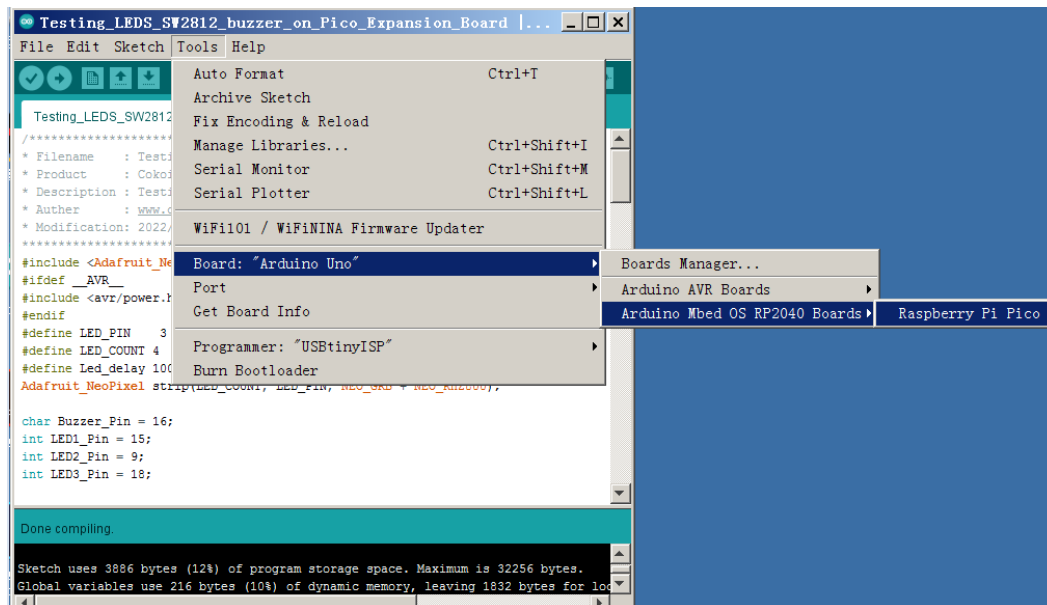 Testing_LEDS_SW2812_buzzer_on_Pico_Expansion_Board | ...
File Edit Sketch Tools Help
Testing_LEDS_SW2812
Auto Format Ctrl+T
Archive Sketch
Fix Encoding & Reload
Manage Libraries... Ctrl+Shift+I
Serial Monitor Ctrl+Shift+M
Serial Plotter Ctrl+Shift+L
WiFi101 / WiFiNINA Firmware Updater
Board: "Arduino Uno"
Port
Get Board Info
Programmer: "USBtinyISP"
Burn Bootloader
Boards Manager...
Arduino AVR Boards
Arduino Mbed OS RP2040 Boards
Raspberry Pi Pico
/*********************
* Filename : Testi
* Product : Cokoi
* Description : Testi
* Auther : www.c
* Modification: 2022/
*********************
#include <Adafruit_Ne
#ifdef __AVR__
#include <avr/power.h
#endif
#define LED_PIN 3
#define LED_COUNT 4
#define Led_delay 100
Adafruit_NeoPixel strip(LED_COUNT, LED_PIN, NEO_GRB + NEO_KHZ800);
char Buzzer_Pin = 16;
int LED1_Pin = 15;
int LED2_Pin = 9;
int LED3_Pin = 18;
Done compiling.
Sketch uses 3886 bytes (12%) of program storage space. Maximum is 32256 bytes.
Global variables use 216 bytes (10%) of dynamic memory, leaving 1832 bytes for loc